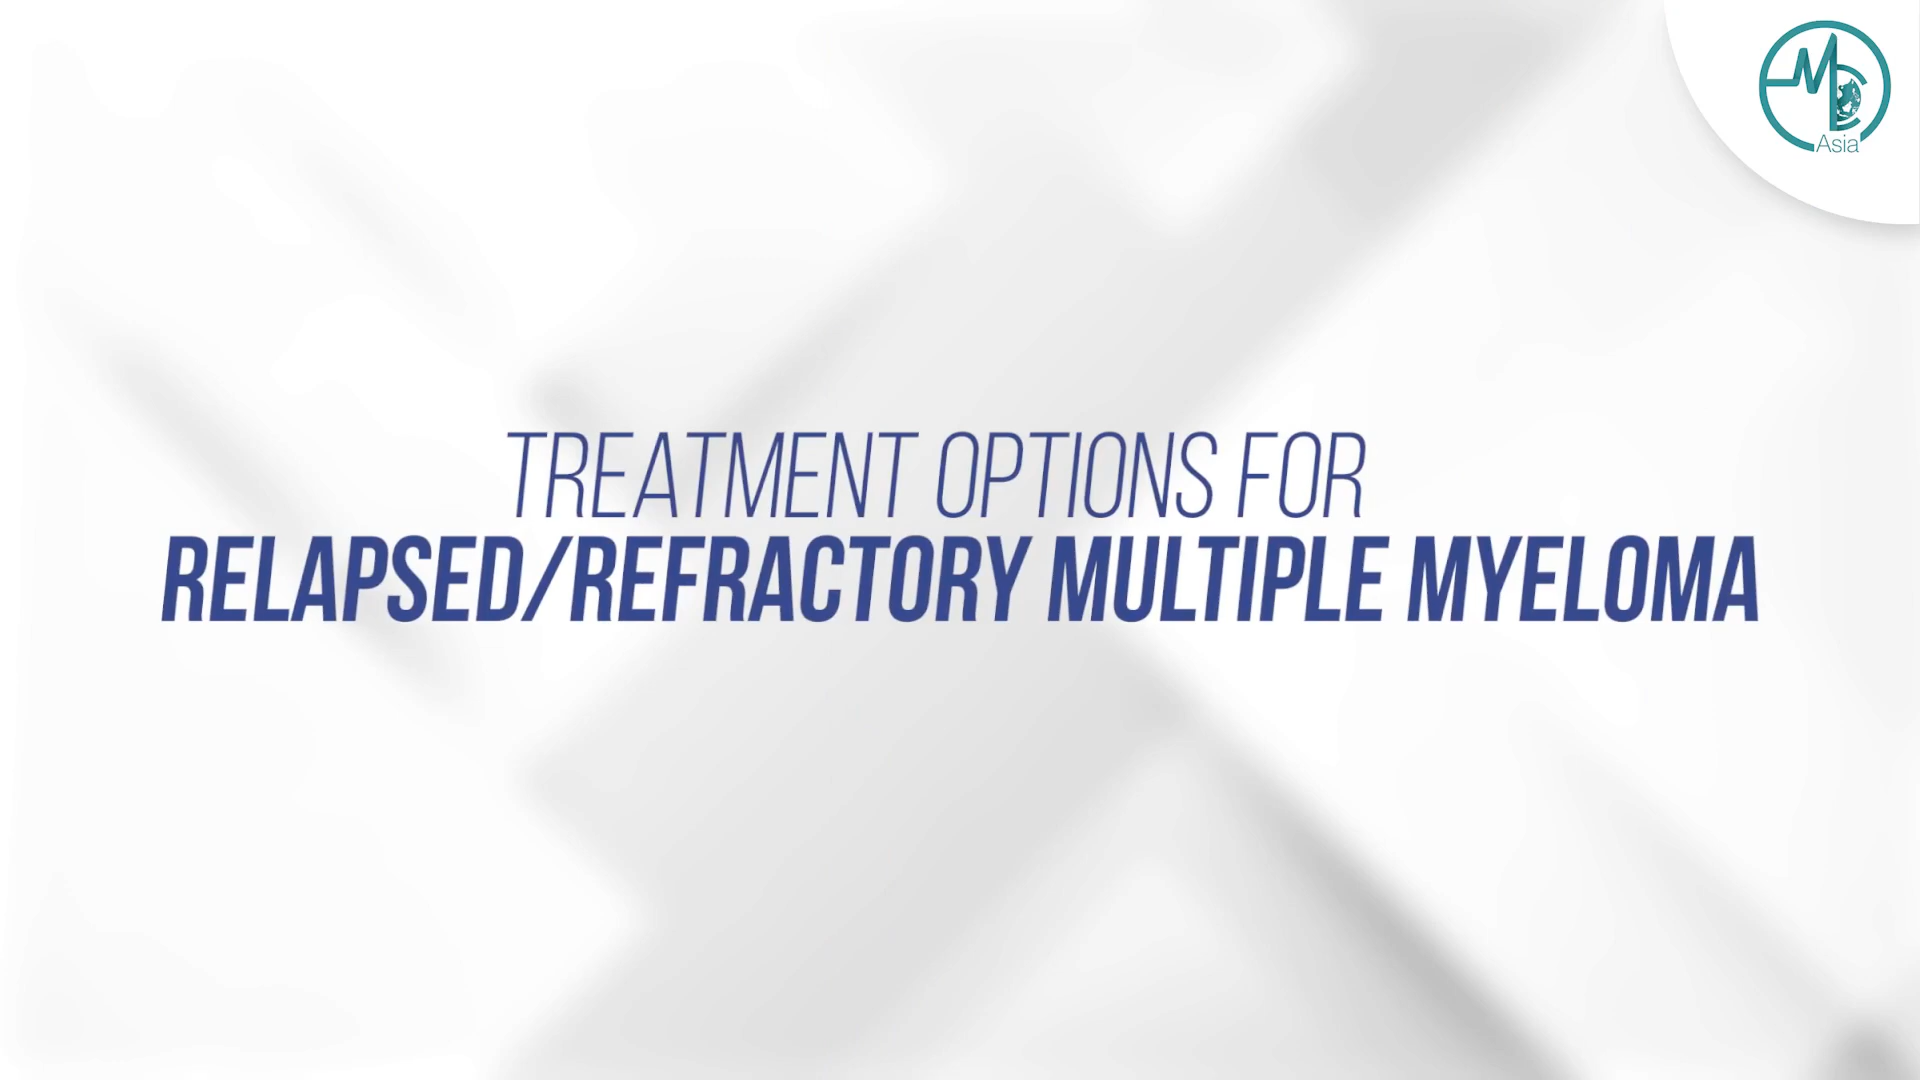 TREATMENT OPTIONS FOR
RELAPSED/REFRACTORY MULTIPLE MYELOMA
Asia